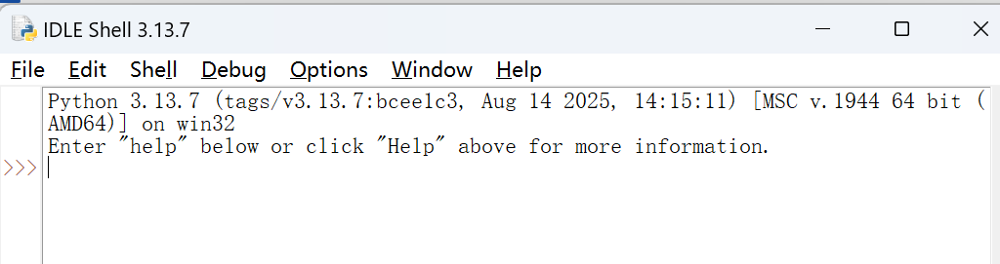 IDLE Shell 3.13.7
File Edit Shell Debug Options Window Help
Python 3.13.7 (tags/v3.13.7:bcee1c3, Aug 14 2025, 14:15:11) [MSC v.1944 64 bit (
AMD64)] on win32
Enter "help" below or click "Help" above for more information.
>>>